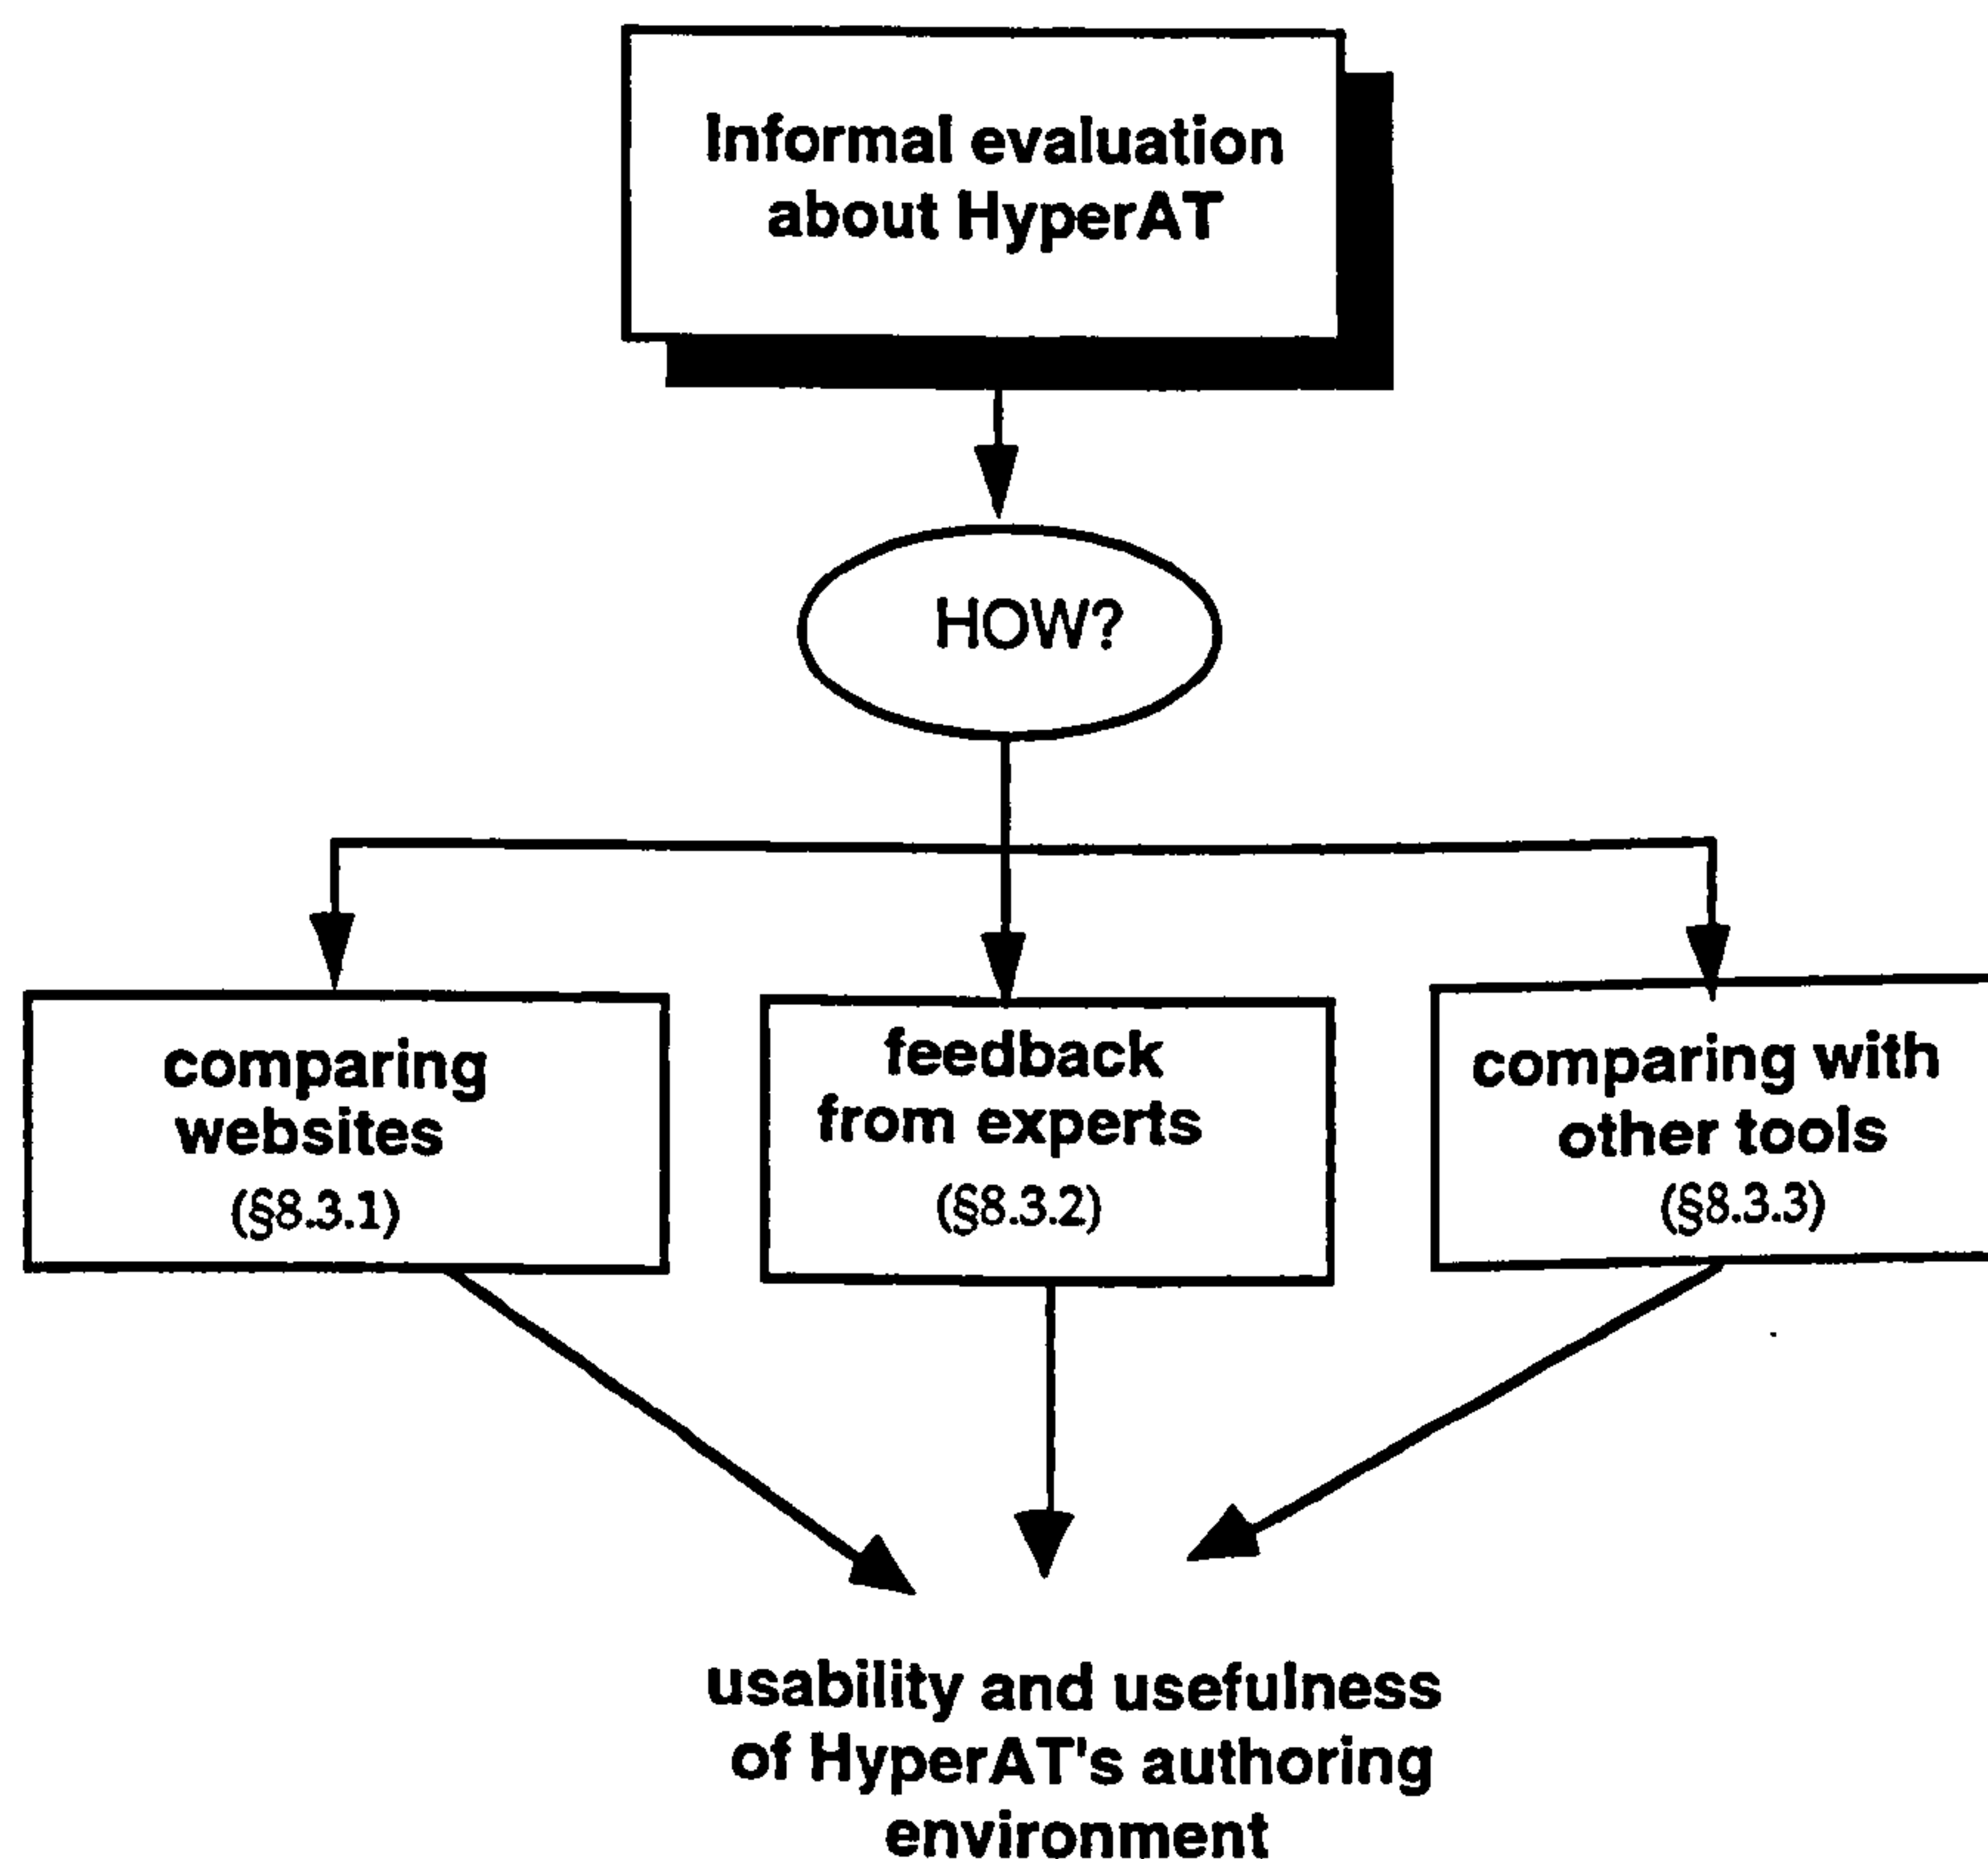 Informal evaluation
about HyperAT
HOW?
comparing
websites
(§8.3.1)
feedback
from experts
(§8.3.2)
comparing with
other tools
(§8.3.3)
usability and usefulness
of HyperAT's authoring
environment